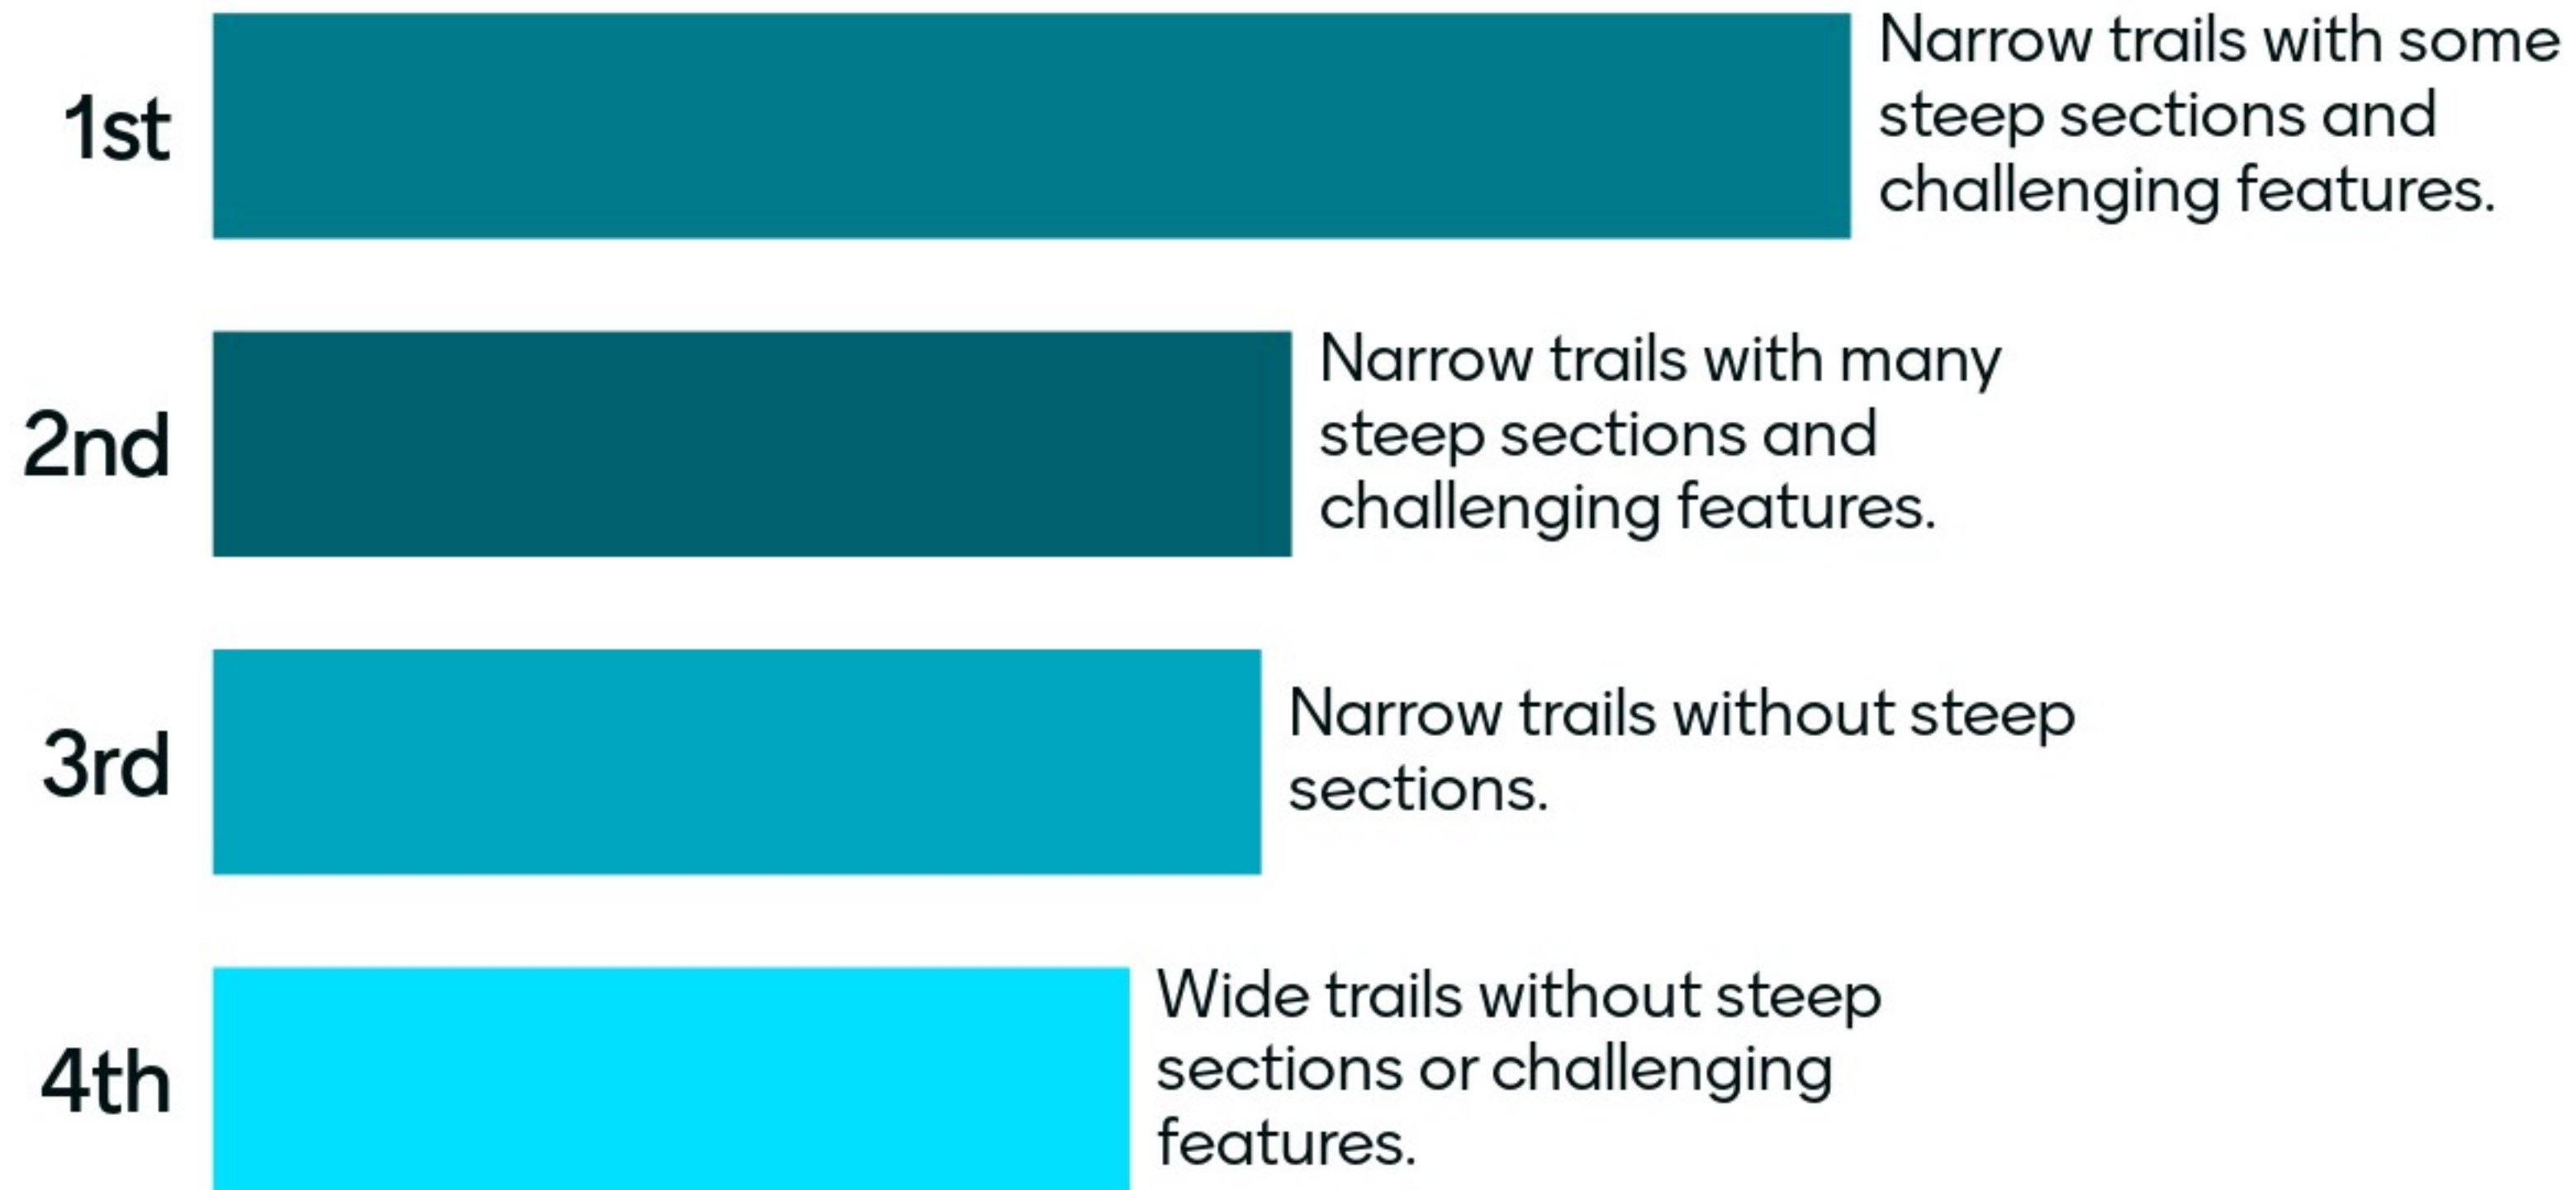 1st
Narrow trails with some
steep sections and
challenging features.
2nd
Narrow trails with many
steep sections and
challenging features.
3rd
Narrow trails without steep
sections.
4th
Wide trails without steep
sections or challenging
features.